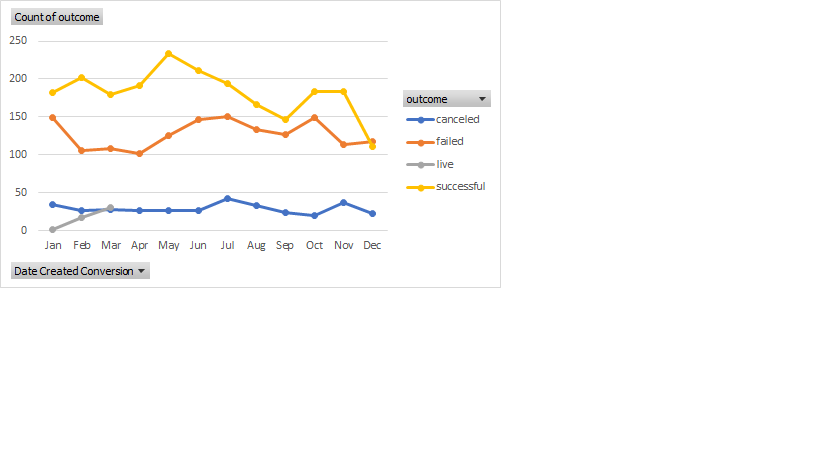 Count of outcome
250
200
150
100
50
0
Jan Feb Mar Apr May Jun Jul Aug Sep Oct Nov Dec
outcome
canceled
failed
live
successful
Date Created Conversion